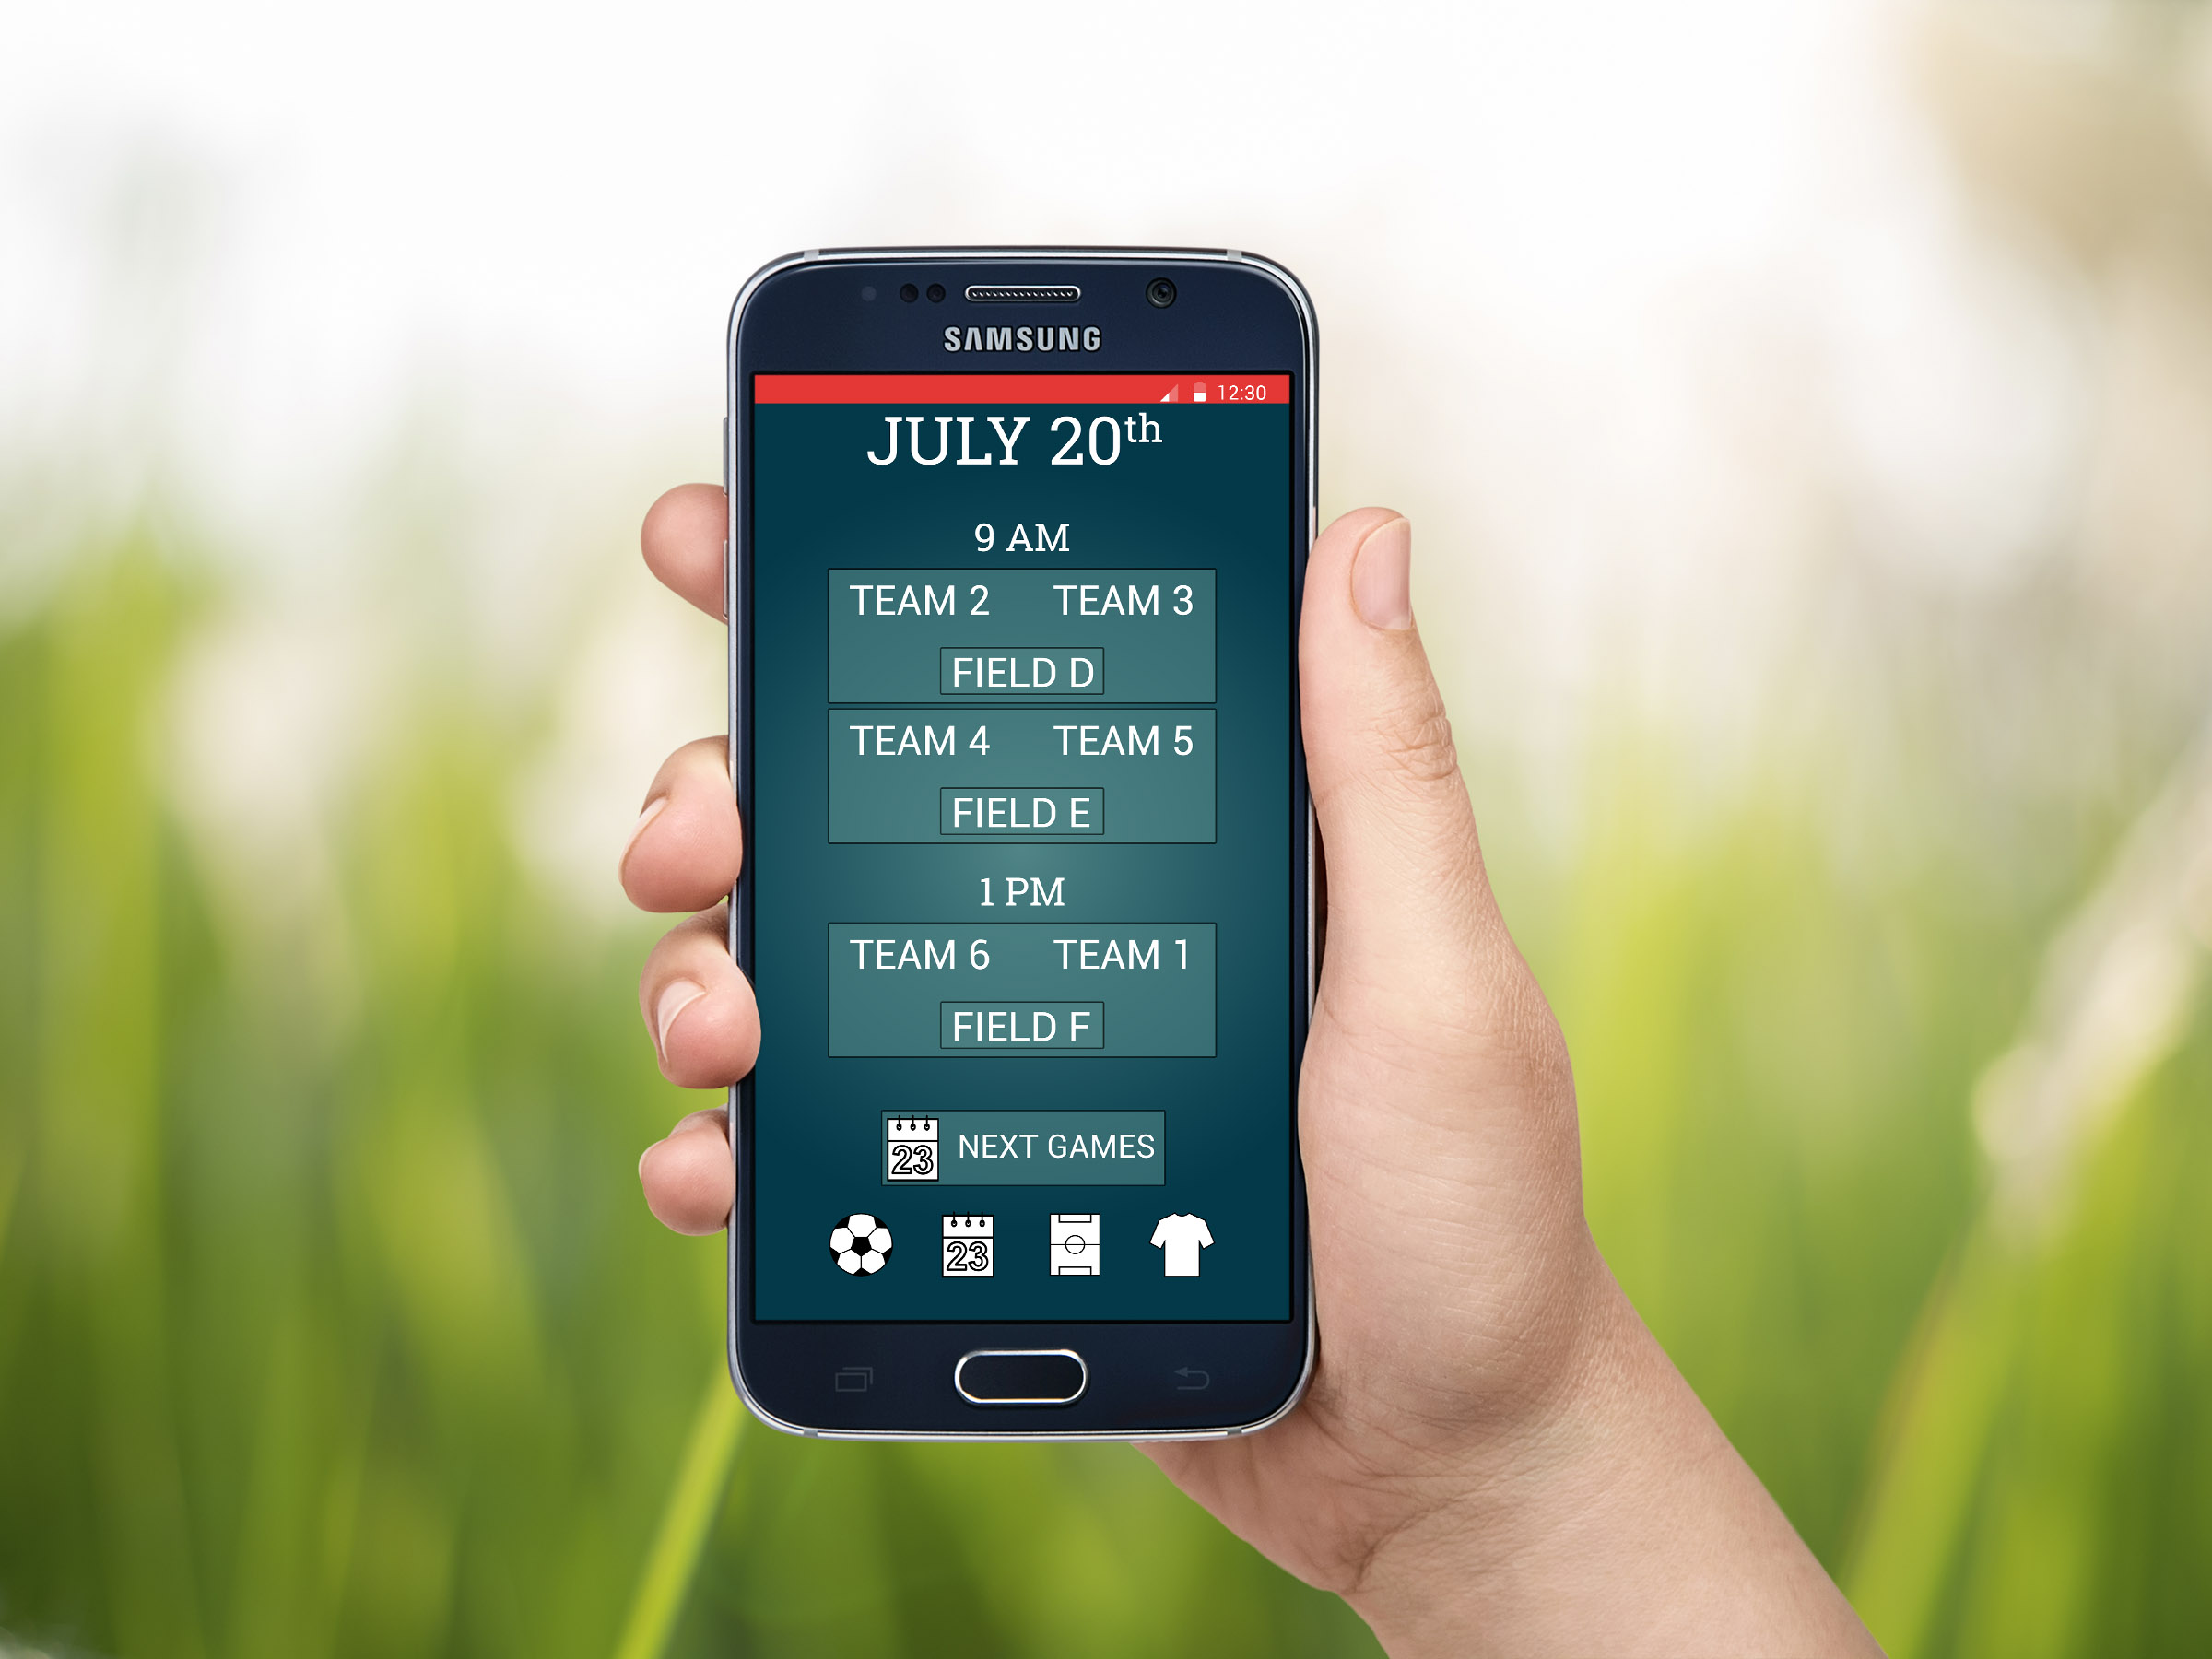 SAMSUNG
12:30
JULY 20th
9 AM
TEAM 2 TEAM 3
FIELD D
TEAM 4 TEAM 5
FIELD E
1 PM
TEAM 6 TEAM 1
FIELD F
23 NEXT GAMES
23